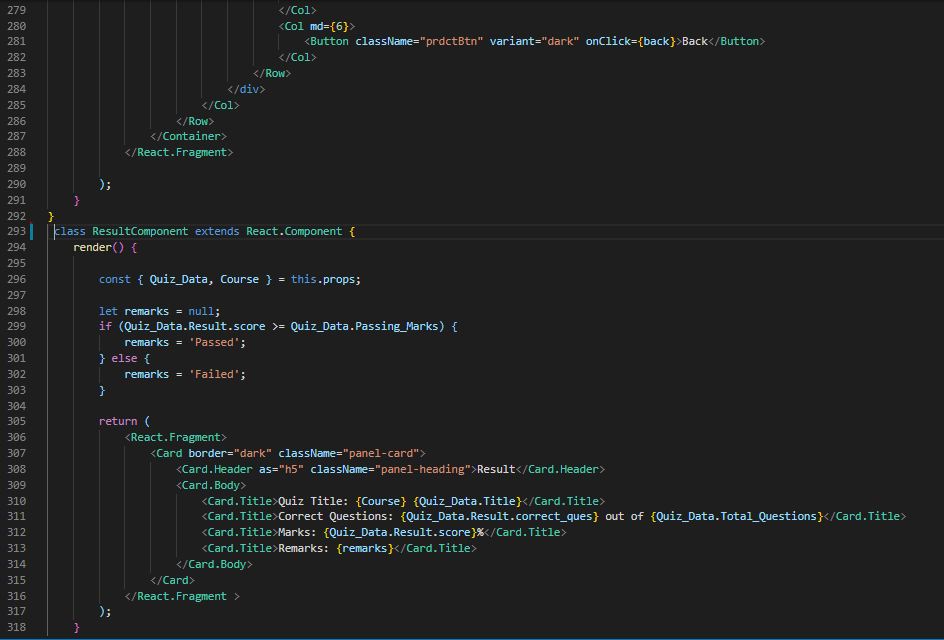 279 </Col>
280 <Col md={6}>
281 <Button className="prdctBtn" variant="dark" onClick={back}>Back</Button>
282 </Col>
283 </Row>
284 </div>
285 </Col>
286 </Row>
287 </Container>
288 </React.Fragment>
289
290 );
291 }
292 }
293 class ResultComponent extends React.Component {
294 render() {
295
296 const { Quiz_Data, Course } = this.props;
297
298 let remarks = null;
299 if (Quiz_Data.Result.score >= Quiz_Data.Passing_Marks) {
300 remarks = 'Passed';
301 } else {
302 remarks = 'Failed';
303 }
304
305 return (
306 <React.Fragment>
307 <Card border="dark" className="panel-card">
308 <Card.Header as="h5" className="panel-heading">Result</Card.Header>
309 <Card.Body>
310 <Card.Title>Quiz Title: {Course} {Quiz_Data.Title}</Card.Title>
311 <Card.Title>Correct Questions: {Quiz_Data.Result.correct_ques} out of {Quiz_Data.Total_Questions}</Card.Title>
312 <Card.Title>Marks: {Quiz_Data.Result.score}%</Card.Title>
313 <Card.Title>Remarks: {remarks}</Card.Title>
314 </Card.Body>
315 </Card>
316 </React.Fragment >
317 );
318 }